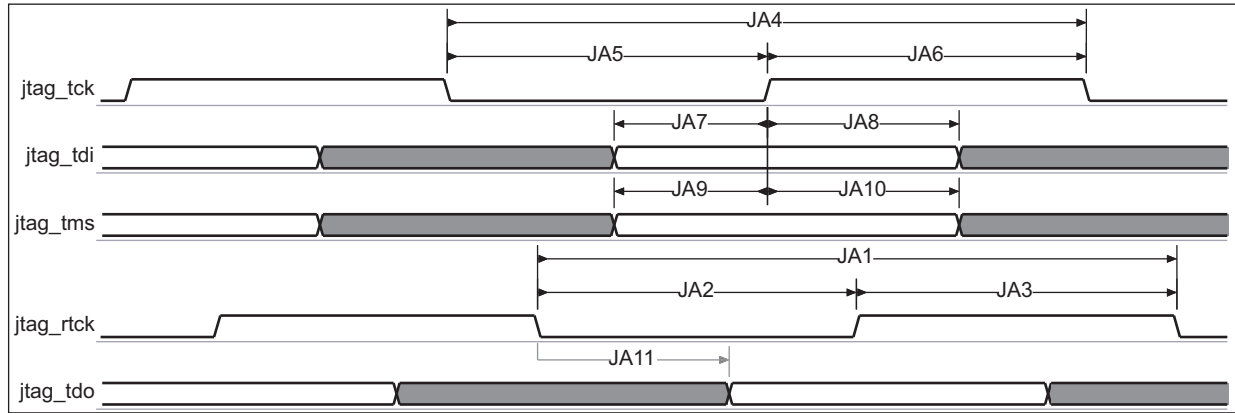 JA4
JA5 JA6
jtag_tck
JA7 JA8
jtag_tdi
JA9 JA10
jtag_tms
JA1
JA2 JA3
jtag_rtck
JA11
jtag_tdo